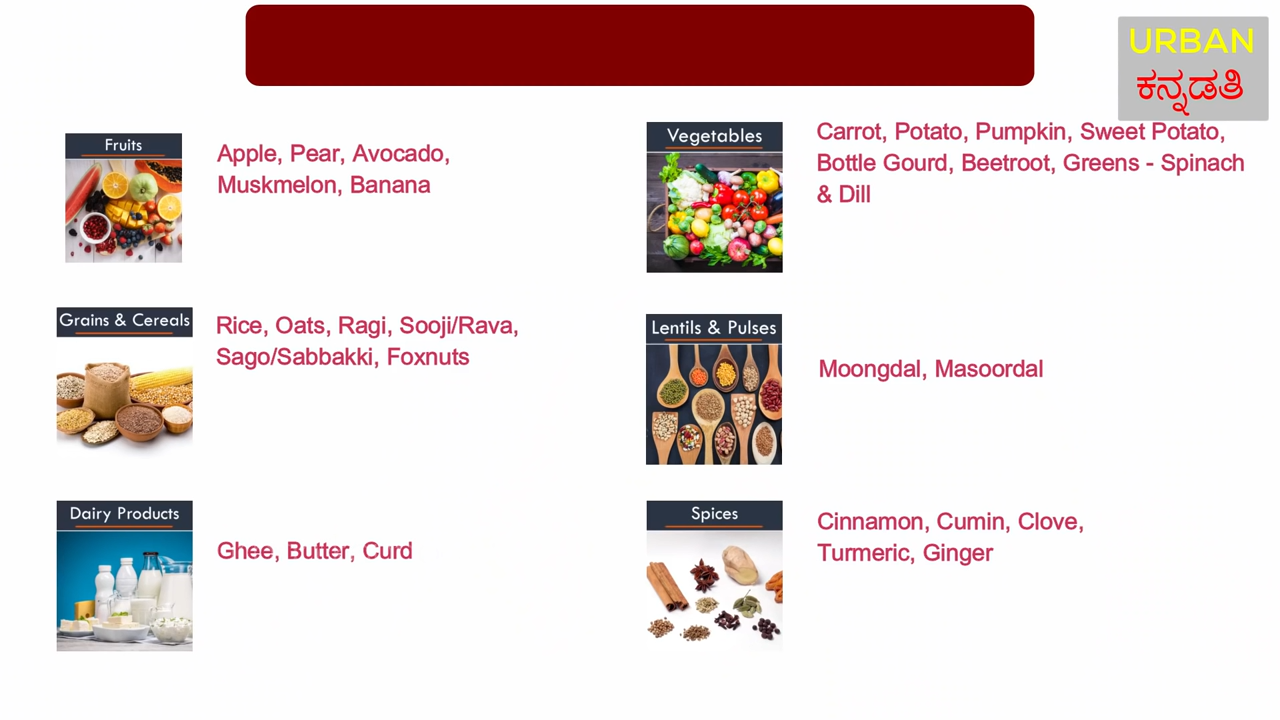 URBAN
ಕನ್ನಡತಿ
Fruits
Apple, Pear, Avocado,
Muskmelon, Banana
Vegetables
Carrot, Potato, Pumpkin, Sweet Potato,
Bottle Gourd, Beetroot, Greens - Spinach
& Dill
Grains & Cereals
Rice, Oats, Ragi, Sooji/Rava,
Sago/Sabbakki, Foxnuts
Lentils & Pulses
Moongdal, Masoordal
Dairy Products
Ghee, Butter, Curd
Spices
Cinnamon, Cumin, Clove,
Turmeric, Ginger